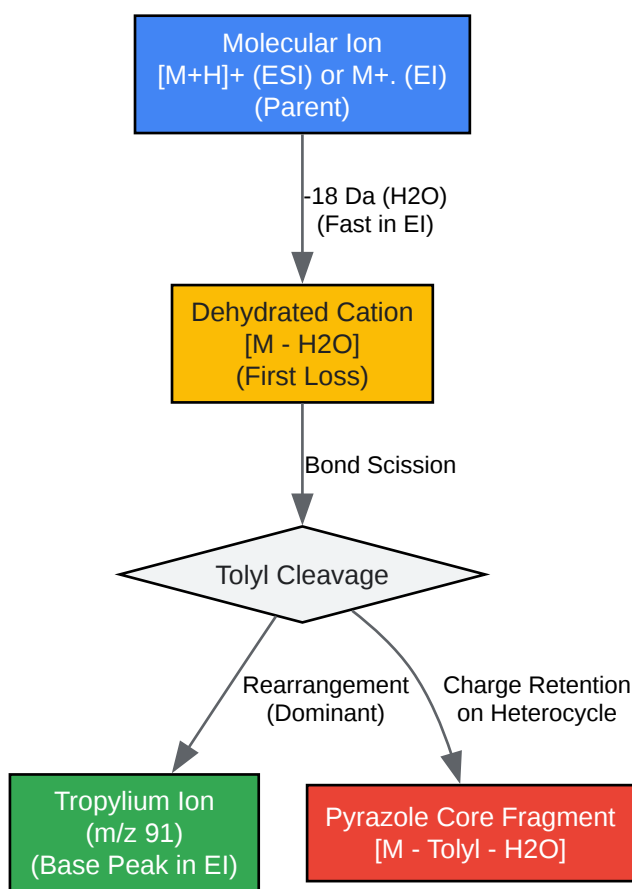 Molecular Ion
[M+H]+ (ESI) or M+. (EI)
(Parent)
-18 Da (H2O)
(Fast in EI)
Dehydrated Cation
[M - H2O]
(First Loss)
Bond Scission
Tolyl Cleavage
Rearrangement
(Dominant)
Charge Retention
on Heterocycle
Tropylium Ion
(m/z 91)
(Base Peak in EI)
Pyrazole Core Fragment
[M - Tolyl - H2O]